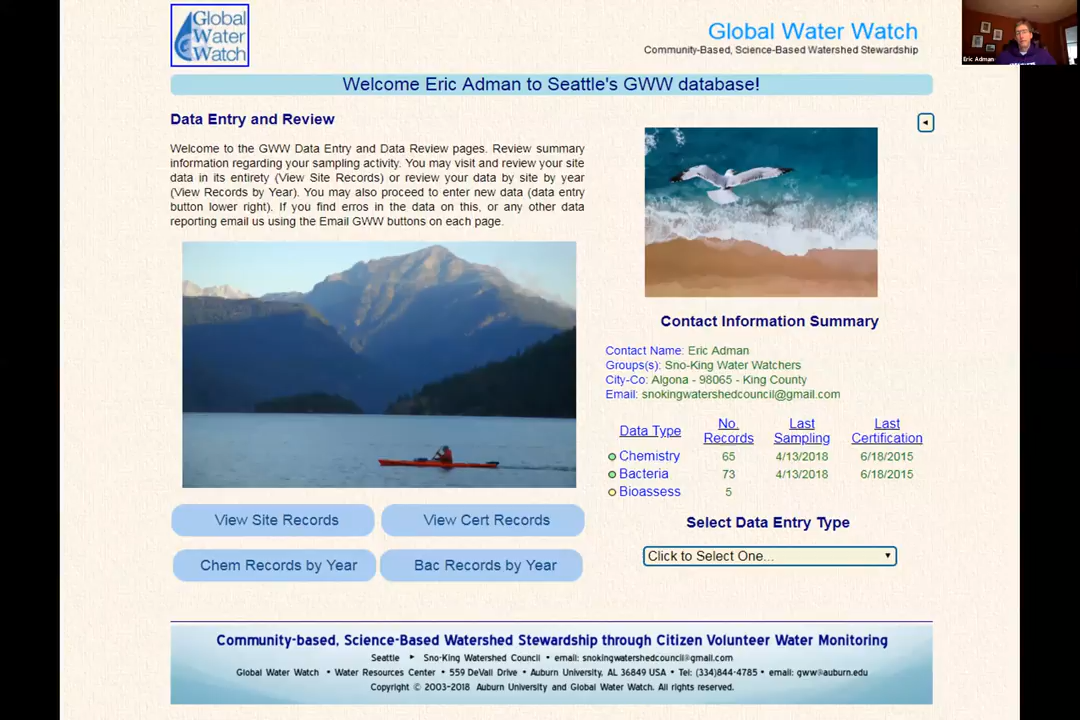 Global
Water
Watch
Global Water Watch
Community-Based, Science-Based Watershed Stewardship
Eric Adman
Welcome Eric Adman to Seattle's GWW database!
Data Entry and Review
Welcome to the GWW Data Entry and Data Review pages. Review summary
information regarding your sampling activity. You may visit and review your site
data in its entirety (View Site Records) or review your data by site by year
(View Records by Year). You may also proceed to enter new data (data entry
button lower right). If you find erros in the data on this, or any other data
reporting email us using the Email GWW buttons on each page.
View Site Records
View Cert Records
Chem Records by Year
Bac Records by Year
Contact Information Summary
Contact Name: Eric Adman
Groups(s): Sno-King Water Watchers
City-Co: Algona - 98065 - King County
Email: snokingwatershedcouncil@gmail.com
Data Type No. Records Last Sampling Last Certification
Chemistry 65 4/13/2018 6/18/2015
Bacteria 73 4/13/2018 6/18/2015
Bioassess 5
Select Data Entry Type
Click to Select One...
Community-based, Science-Based Watershed Stewardship through Citizen Volunteer Water Monitoring
Seattle ► Sno-King Watershed Council • email: snokingwatershedcouncil@gmail.com
Global Water Watch • Water Resources Center • 559 DeVall Drive • Auburn University, AL 36849 USA • Tel: (334)844-4785 • email: gww@auburn.edu
Copyright © 2003-2018 Auburn University and Global Water Watch. All rights reserved.